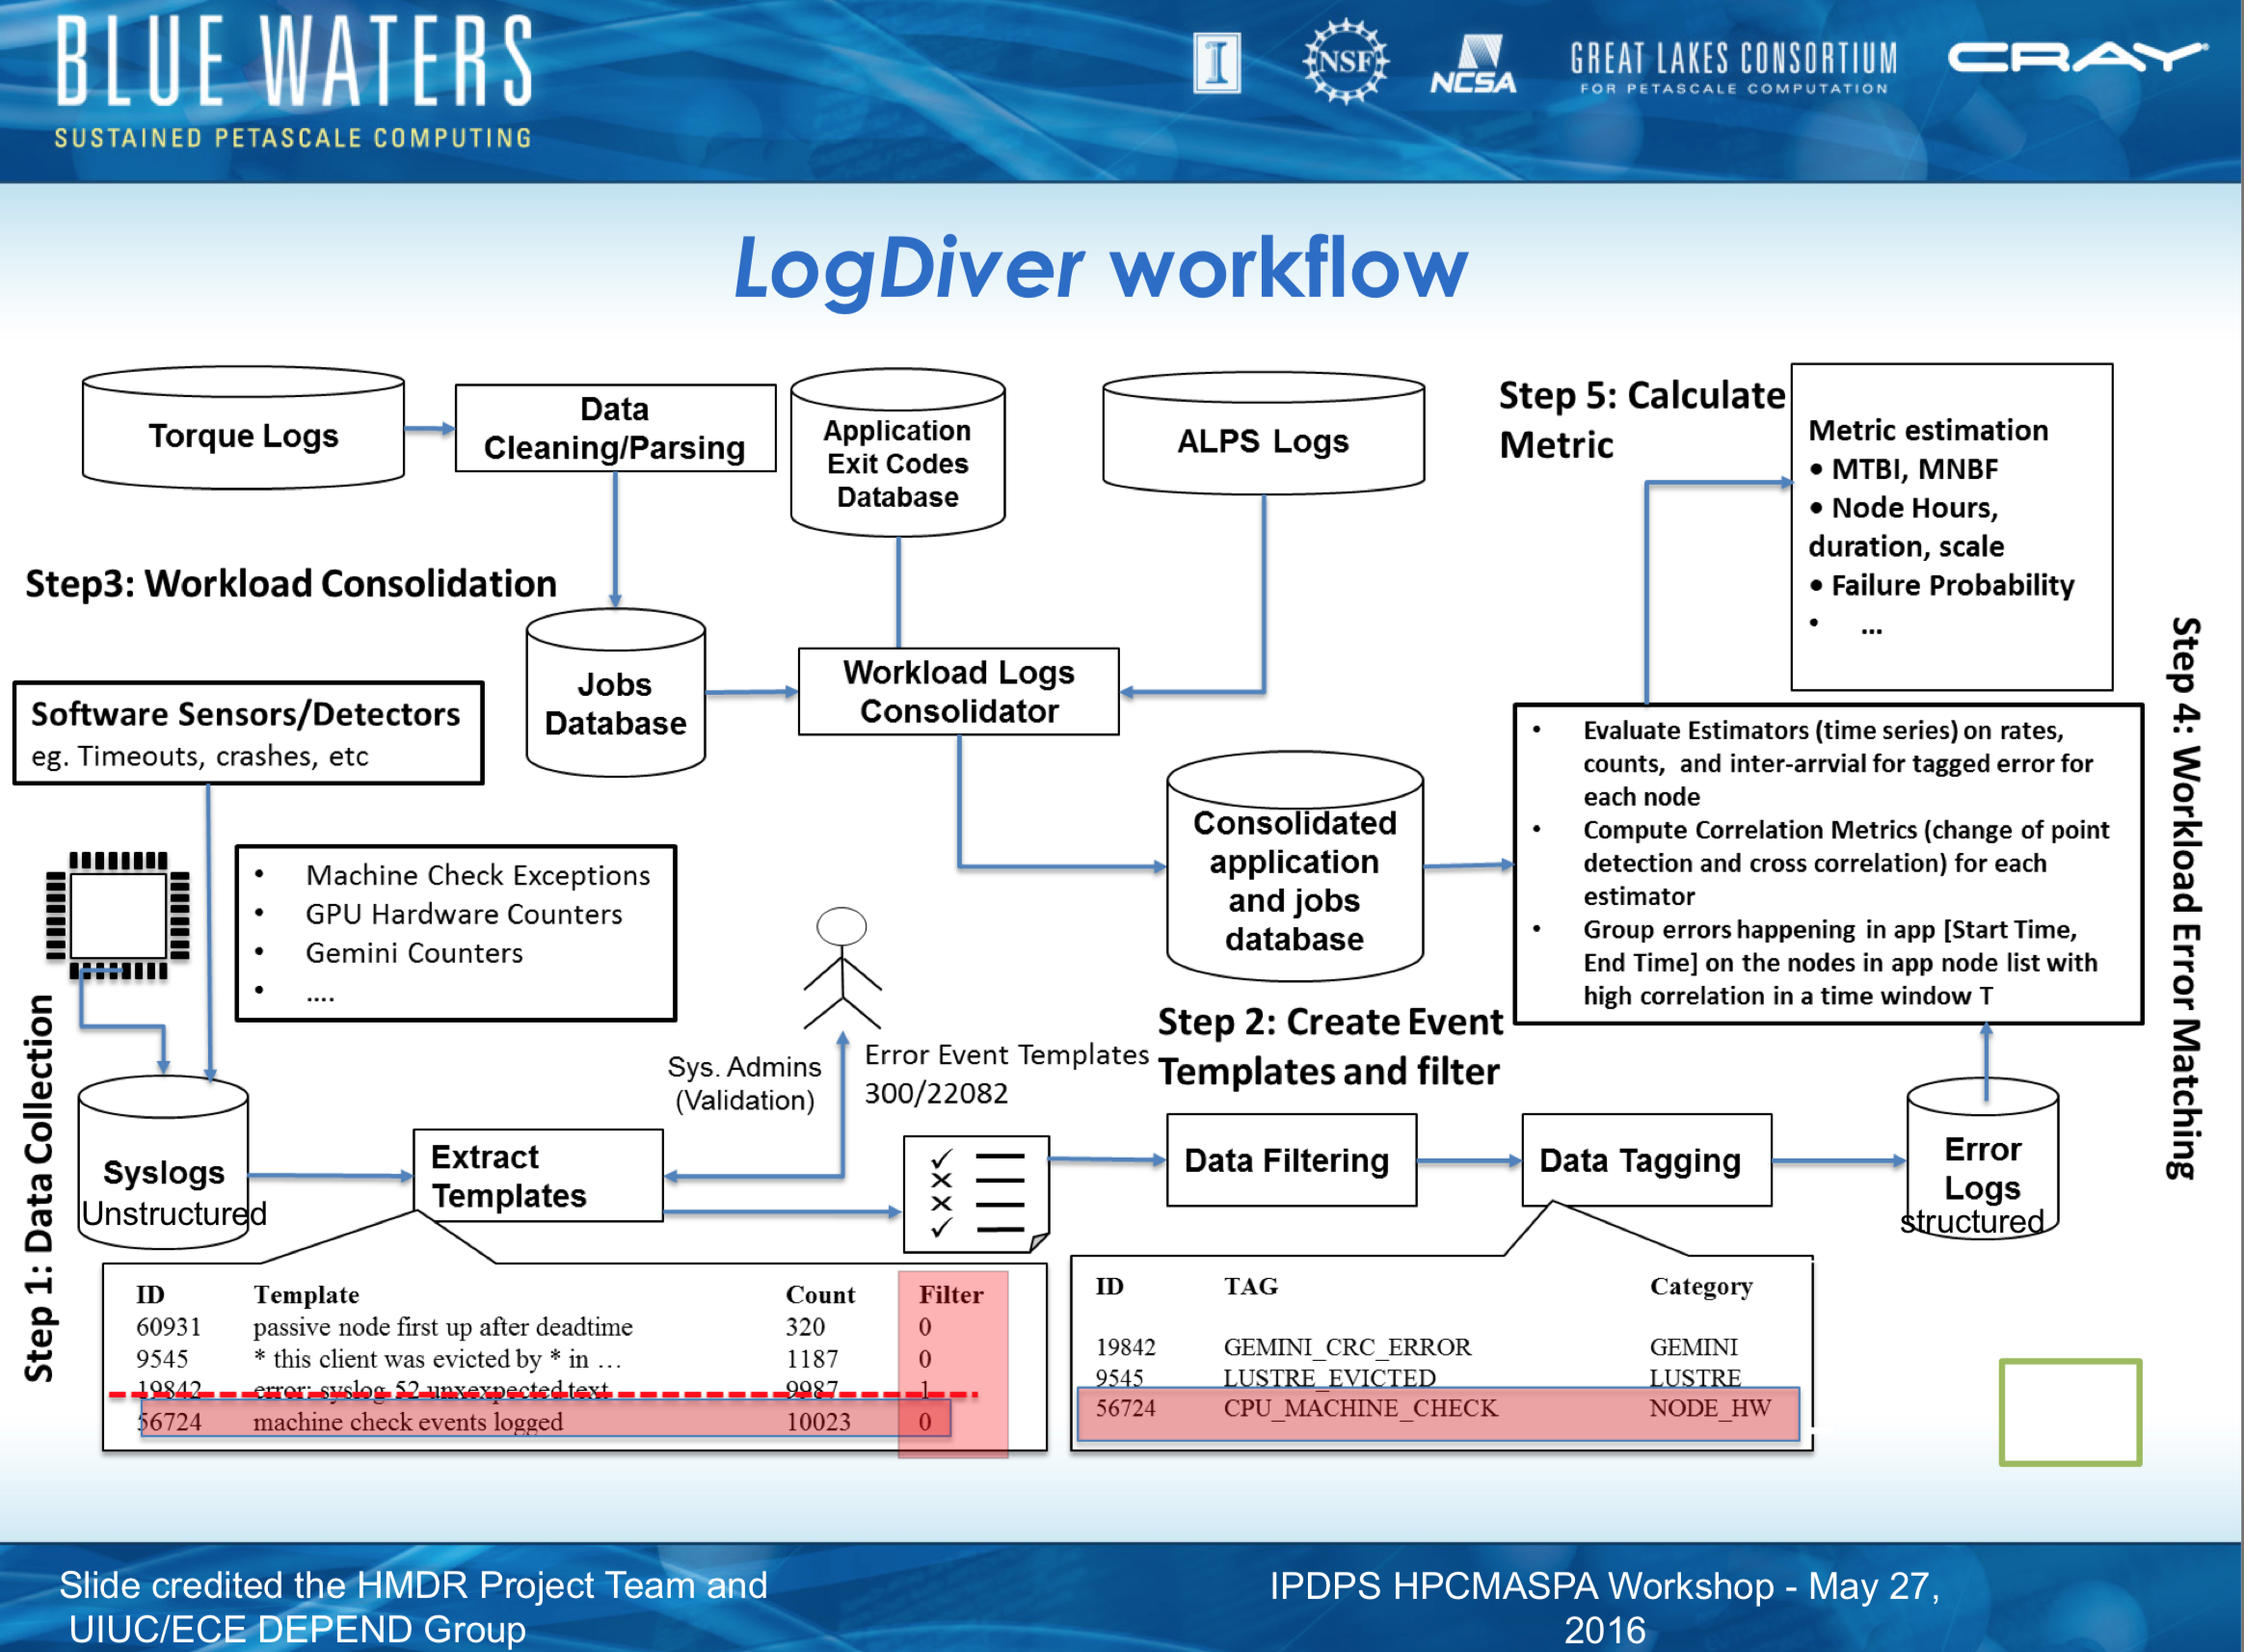 BLUE WATERS
SUSTAINED PETASCALE COMPUTING
I
NSF
NCSA
GREAT LAKES CONSORTIUM
FOR PETASCALE COMPUTATION
CRAY
LogDiver workflow
Torque Logs
Data
Cleaning/Parsing
Application
Exit Codes
Database
ALPS Logs
Step 5: Calculate
Metric
Metric estimation
• MTBI, MNBF
• Node Hours,
duration, scale
• Failure Probability
• ...
Step3: Workload Consolidation
Jobs
Database
Workload Logs
Consolidator
Software Sensors/Detectors
eg. Timeouts, crashes, etc
• Machine Check Exceptions
• GPU Hardware Counters
• Gemini Counters
• ....
Consolidated
application
and jobs
database
• Evaluate Estimators (time series) on rates,
counts, and inter-arrvial for tagged error for
each node
• Compute Correlation Metrics (change of point
detection and cross correlation) for each
estimator
• Group errors happening in app [Start Time,
End Time] on the nodes in app node list with
high correlation in a time window T
Step 4: Workload Error Matching
Step 1: Data Collection
Syslogs
Unstructured
Extract
Templates
Sys. Admins
(Validation)
Error Event Templates
300/22082
Step 2: Create Event
Templates and filter
Data Filtering
Data Tagging
Error
Logs
structured
ID Template Count Filter
60931 passive node first up after deadtime 320 0
9545 * this client was evicted by * in … 1187 0
19842 error: syslog 52 unxexpected text 9987 1
56724 machine check events logged 10023 0
ID TAG Category
19842 GEMINI_CRC_ERROR GEMINI
9545 LUSTRE_EVICTED LUSTRE
56724 CPU_MACHINE_CHECK NODE_HW
Slide credited the HMDR Project Team and
UIUC/ECE DEPEND Group
IPDPS HPCMASPA Workshop - May 27,
2016